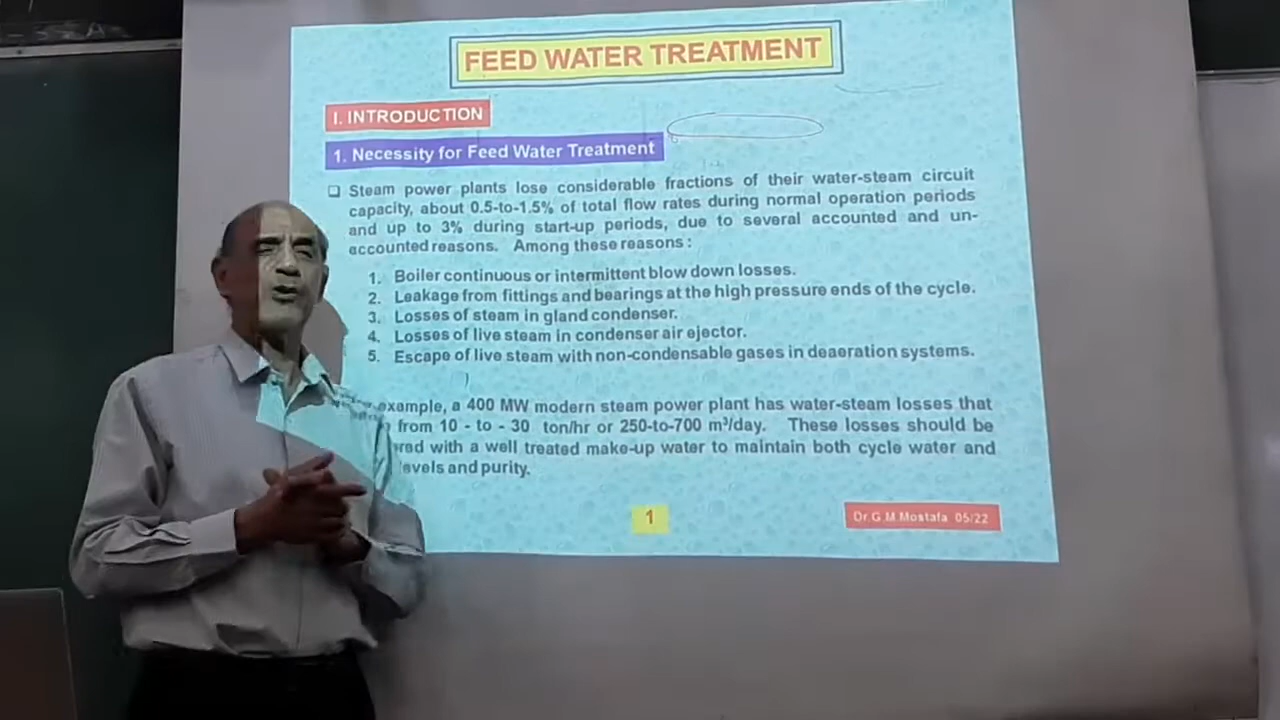 FEED WATER TREATMENT
I. INTRODUCTION
1. Necessity for Feed Water Treatment
❑ Steam power plants lose considerable fractions of their water-steam circuit
capacity, about 0.5-to-1.5% of total flow rates during normal operation periods
and up to 3% during start-up periods, due to several accounted and un-
accounted reasons. Among these reasons :
1. Boiler continuous or intermittent blow down losses.
2. Leakage from fittings and bearings at the high pressure ends of the cycle.
3. Losses of steam in gland condenser.
4. Losses of live steam in condenser air ejector.
5. Escape of live steam with non-condensable gases in deaeration systems.
example, a 400 MW modern steam power plant has water-steam losses that
from 10 - to - 30 ton/hr or 250-to-700 m³/day. These losses should be
with a well treated make-up water to maintain both cycle water and
levels and purity.
1
Dr.G.M.Mostafa 05/22